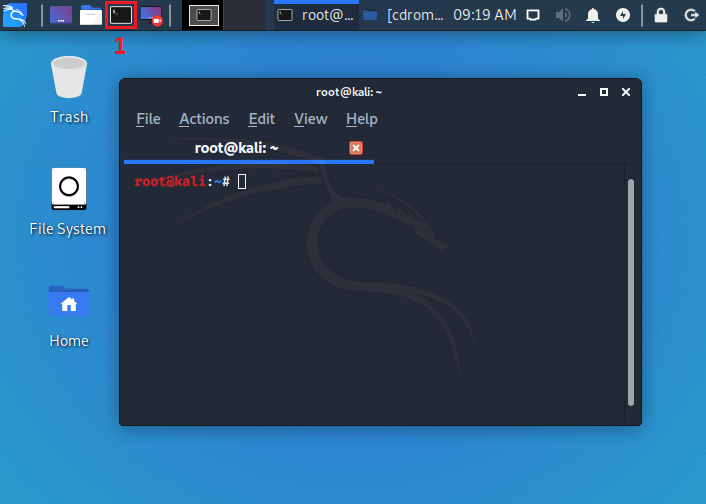 root@...
[cdrom...
09:19 AM
1
Trash
File System
Home
root@kali: ~
File Actions Edit View Help
root@kali: ~
root@kali:~#